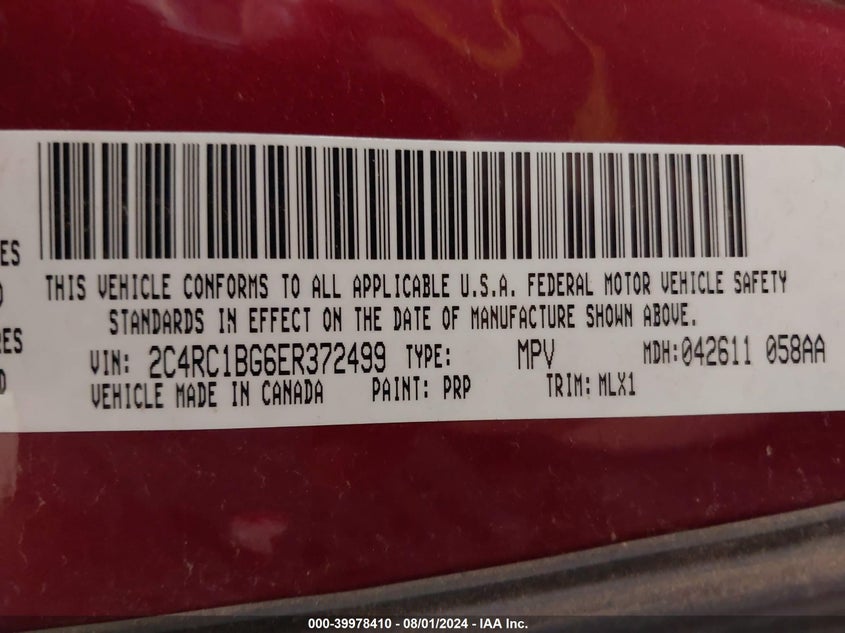 ES
THIS VEHICLE CONFORMS TO ALL APPLICABLE U.S.A. FEDERAL MOTOR VEHICLE SAFETY
STANDARDS IN EFFECT ON THE DATE OF MANUFACTURE SHOWN ABOVE.
RES
VIN: 2C4RC1BG6ER372499 TYPE: MPV MDH:042611 058AA
D
VEHICLE MADE IN CANADA PAINT: PRP TRIM: MLX1
000-39978410 - 08/01/2024 - IAA Inc.